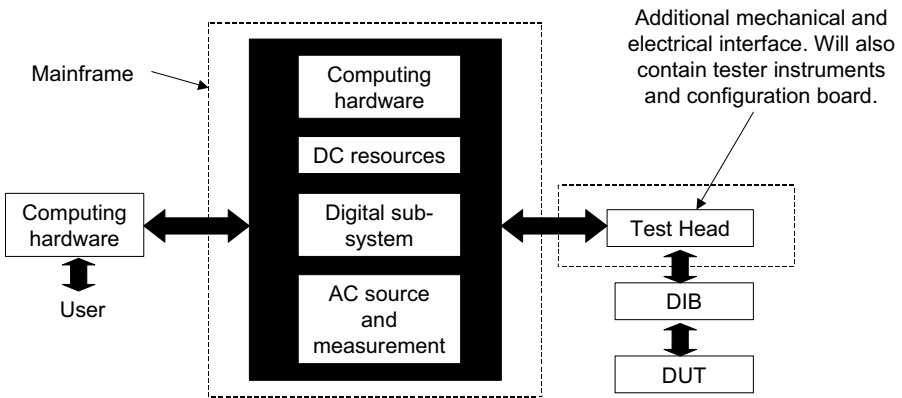 Additional mechanical and
electrical interface. Will also
contain tester instruments
and configuration board.
Mainframe
Computing
hardware
DC resources
Digital sub-
system
AC source
and
measurement
Computing
hardware
User
Test Head
DIB
DUT